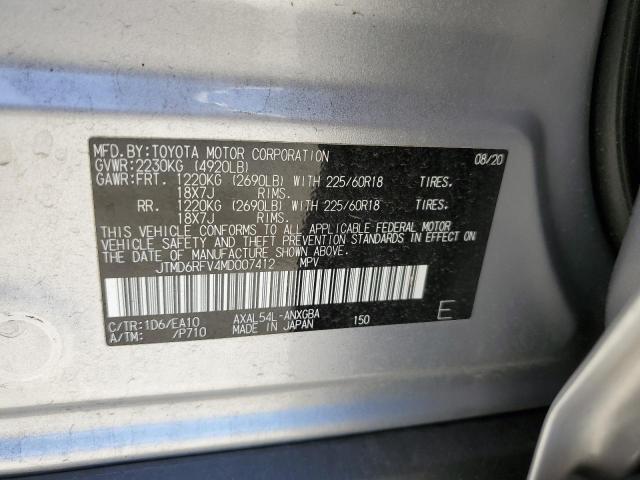 MFD.BY:TOYOTA MOTOR CORPORATION 08/20
GVWR:2230KG (4920LB)
GAWR:FRT. 1220KG (2690LB) WITH 225/60R18 TIRES.
18X7J RIMS.
RR. 1220KG (2690LB) WITH 225/60R18 TIRES.
18X7J RIMS.
THIS VEHICLE CONFORMS TO ALL APPLICABLE FEDERAL MOTOR
VEHICLE SAFETY AND THEFT PREVENTION STANDARDS IN EFFECT ON
THE DATE OF MANUFACTURE SHOWN ABOVE.
JTMD6RFV4MD007412 MPV
C/TR:1D6/EA10 AXAL54L-ANXGBA 150 E
A/TM: /P710 MADE IN JAPAN